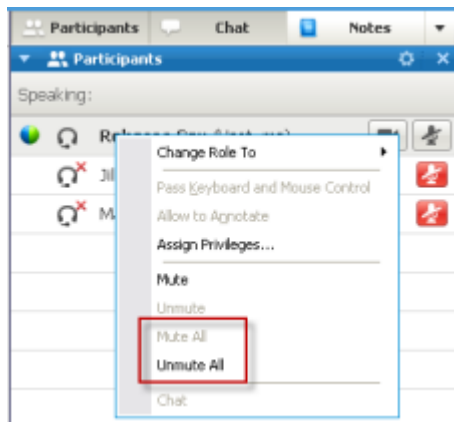 Participants Chat Notes
Participants
Speaking:
Change Role To
Pass Keyboard and Mouse Control
Allow to Annotate
Assign Privileges...
Mute
Unmute
Mute All
Unmute All
Chat